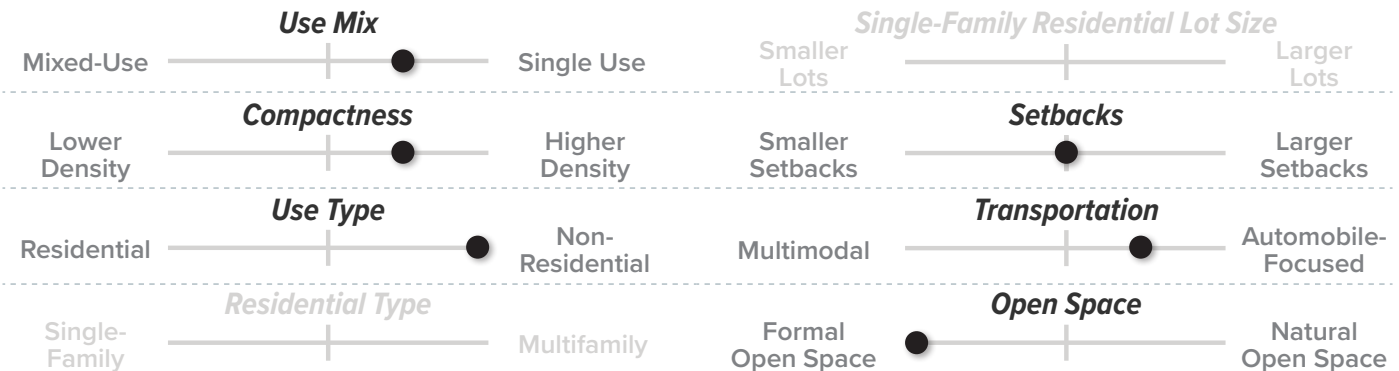 Use Mix
Mixed-Use
Single Use
Single-Family Residential Lot Size
Smaller
Lots
Larger
Lots
Compactness
Lower
Density
Higher
Density
Setbacks
Smaller
Setbacks
Larger
Setbacks
Use Type
Residential
Non-
Residential
Transportation
Multimodal
Automobile-
Focused
Residential Type
Single-
Family
Multifamily
Open Space
Formal
Open Space
Natural
Open Space